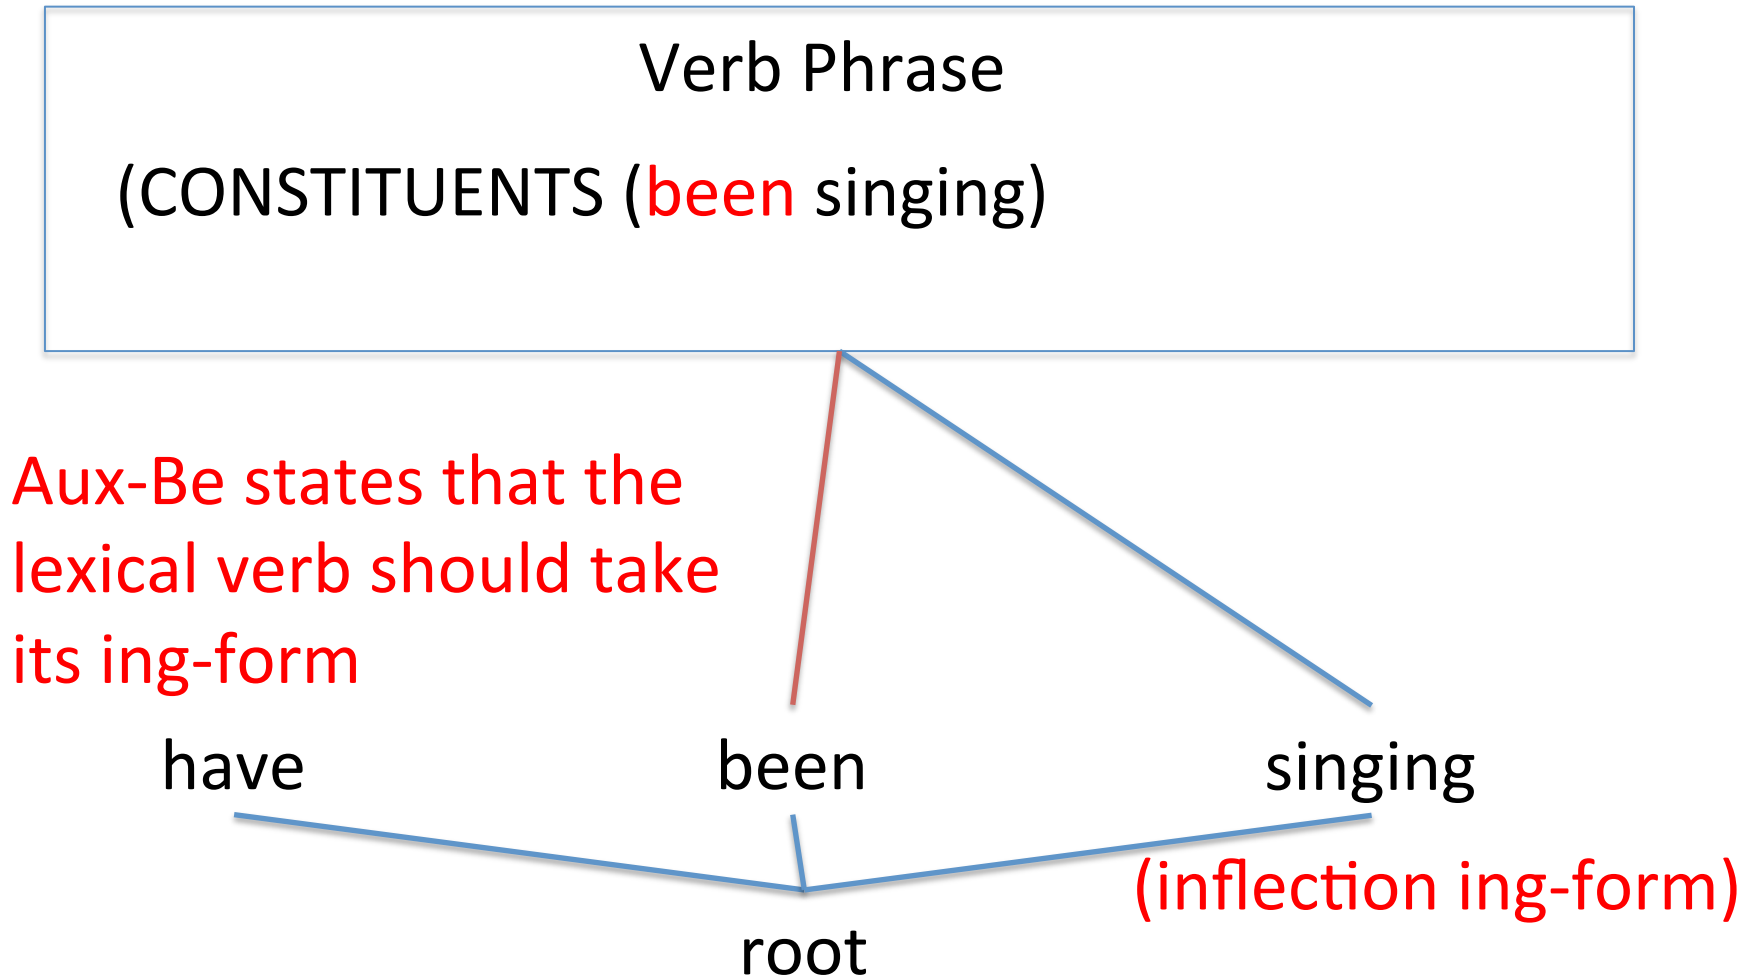 Verb Phrase
(CONSTITUENTS (been singing)
Aux-Be states that the
lexical verb should take
its ing-form
have been singing
(inflection ing-form)
root